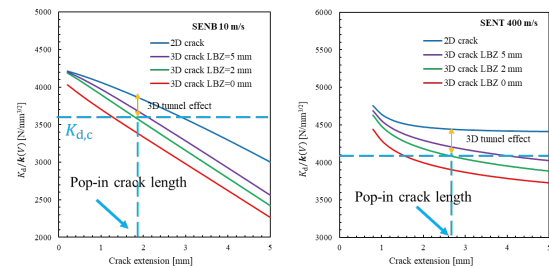 SENB 10 m/s
2D crack
3D crack LBZ=5 mm
3D crack LBZ=2 mm
3D crack LBZ=0 mm
3D tunnel effect
Kd,c
Pop-in crack length
Kd/k(V) [N/mm3/2]
5000
4500
4000
3500
3000
2500
2000
0
1
2
3
4
5
Crack extension [mm]
SENT 400 m/s
2D crack
3D crack LBZ 5 mm
3D crack LBZ 2 mm
3D crack LBZ 0 mm
3D tunnel effect
Pop-in crack length
Kd/k(V) [N/mm3/2]
6000
5000
4000
3000
2000
0
1
2
3
4
5
Crack extension [mm]